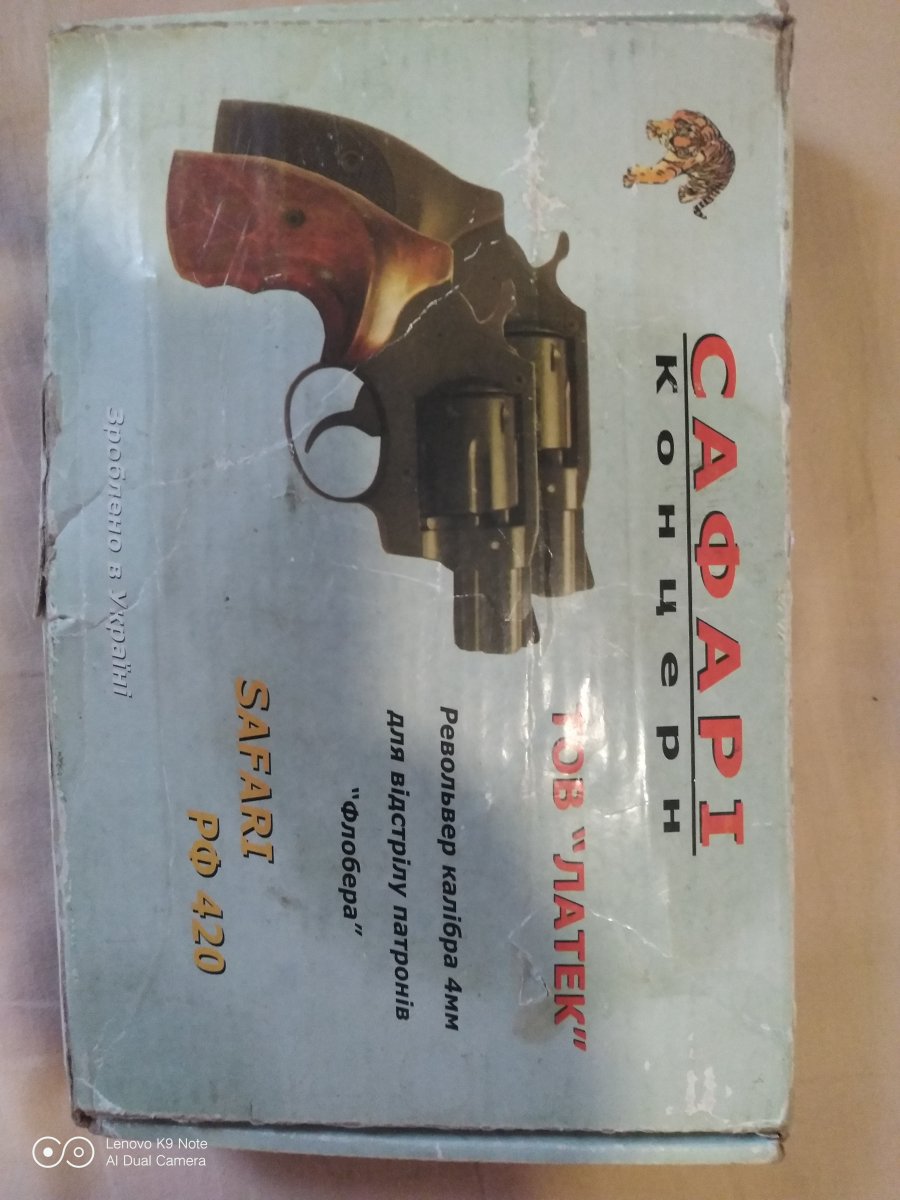 САФАРІ
Концерн
ТОВ "ЛАТЕК"
Револьвер калібра 4мм
для відстрілу патронів
"Флобера"
SAFARI
РФ 420
Зроблено в Україні
Lenovo K9 Note
AI Dual Camera